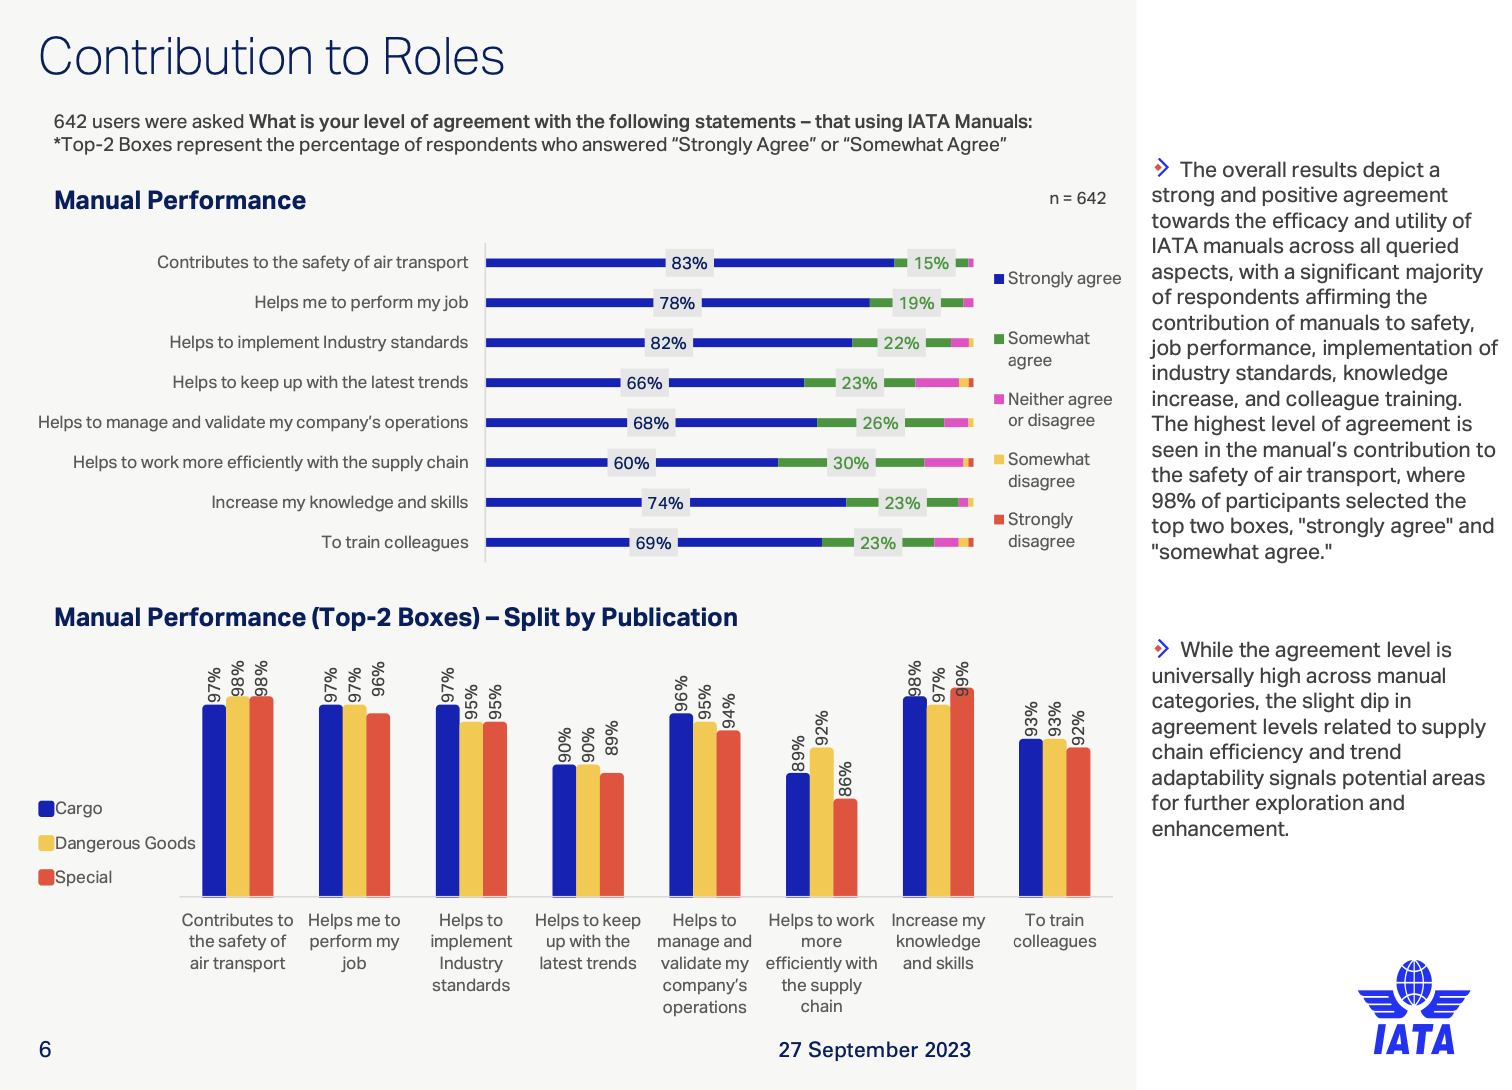 Contribution to Roles
642 users were asked What is your level of agreement with the following statements – that using IATA Manuals:
*Top-2 Boxes represent the percentage of respondents who answered “Strongly Agree” or “Somewhat Agree”
Manual Performance
n = 642
Contributes to the safety of air transport 83% 15%
Helps me to perform my job 78% 19%
Helps to implement Industry standards 82% 22%
Helps to keep up with the latest trends 66% 23%
Helps to manage and validate my company’s operations 68% 26%
Helps to work more efficiently with the supply chain 60% 30%
Increase my knowledge and skills 74% 23%
To train colleagues 69% 23%
Strongly agree
Somewhat
agree
Neither agree
or disagree
Somewhat
disagree
Strongly
disagree
Manual Performance (Top-2 Boxes) – Split by Publication
97% 98% 98%
97% 97% 96%
97% 95% 95%
90% 90% 89%
96% 95% 94%
89% 92% 86%
98% 97% 99%
93% 93% 92%
Cargo
Dangerous Goods
Special
Contributes to
the safety of
air transport
Helps me to
perform my
job
Helps to
implement
Industry
standards
Helps to keep
up with the
latest trends
Helps to
manage and
validate my
company’s
operations
Helps to work
more
efficiently with
the supply
chain
Increase my
knowledge
and skills
To train
colleagues
The overall results depict a
strong and positive agreement
towards the efficacy and utility of
IATA manuals across all queried
aspects, with a significant majority
of respondents affirming the
contribution of manuals to safety,
job performance, implementation of
industry standards, knowledge
increase, and colleague training.
The highest level of agreement is
seen in the manual’s contribution to
the safety of air transport, where
98% of participants selected the
top two boxes, "strongly agree" and
"somewhat agree."
While the agreement level is
universally high across manual
categories, the slight dip in
agreement levels related to supply
chain efficiency and trend
adaptability signals potential areas
for further exploration and
enhancement.
6
27 September 2023
IATA